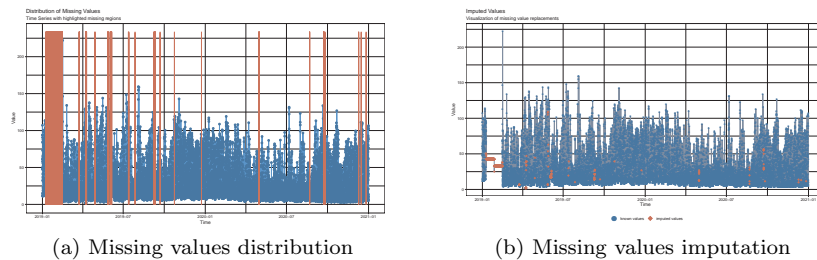 Distribution of Missing Values
Time Series with highlighted missing regions
200
150
100
50
0
Value
2019-01
2019-07
2020-01
2020-07
2021-01
Time
(a) Missing values distribution
Imputed Values
Visualization of missing value replacements
200
150
100
50
0
Value
2019-01
2019-07
2020-01
2020-07
2021-01
Time
known values
imputed values
(b) Missing values imputation